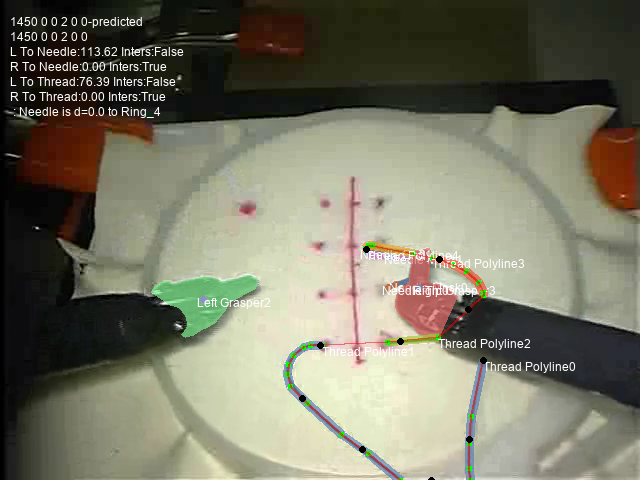 1450 0 0 2 0 0-predicted
1450 0 0 2 0 0
L To Needle:113.62 Inters:False
R To Needle:0.00 Inters:True
L To Thread:76.39 Inters:False
R To Thread:0.00 Inters:True
: Needle is d=0.0 to Ring_4
Thread Polyline3
Left Grasper2
Thread Polyline1
Thread Polyline2
Thread Polyline0